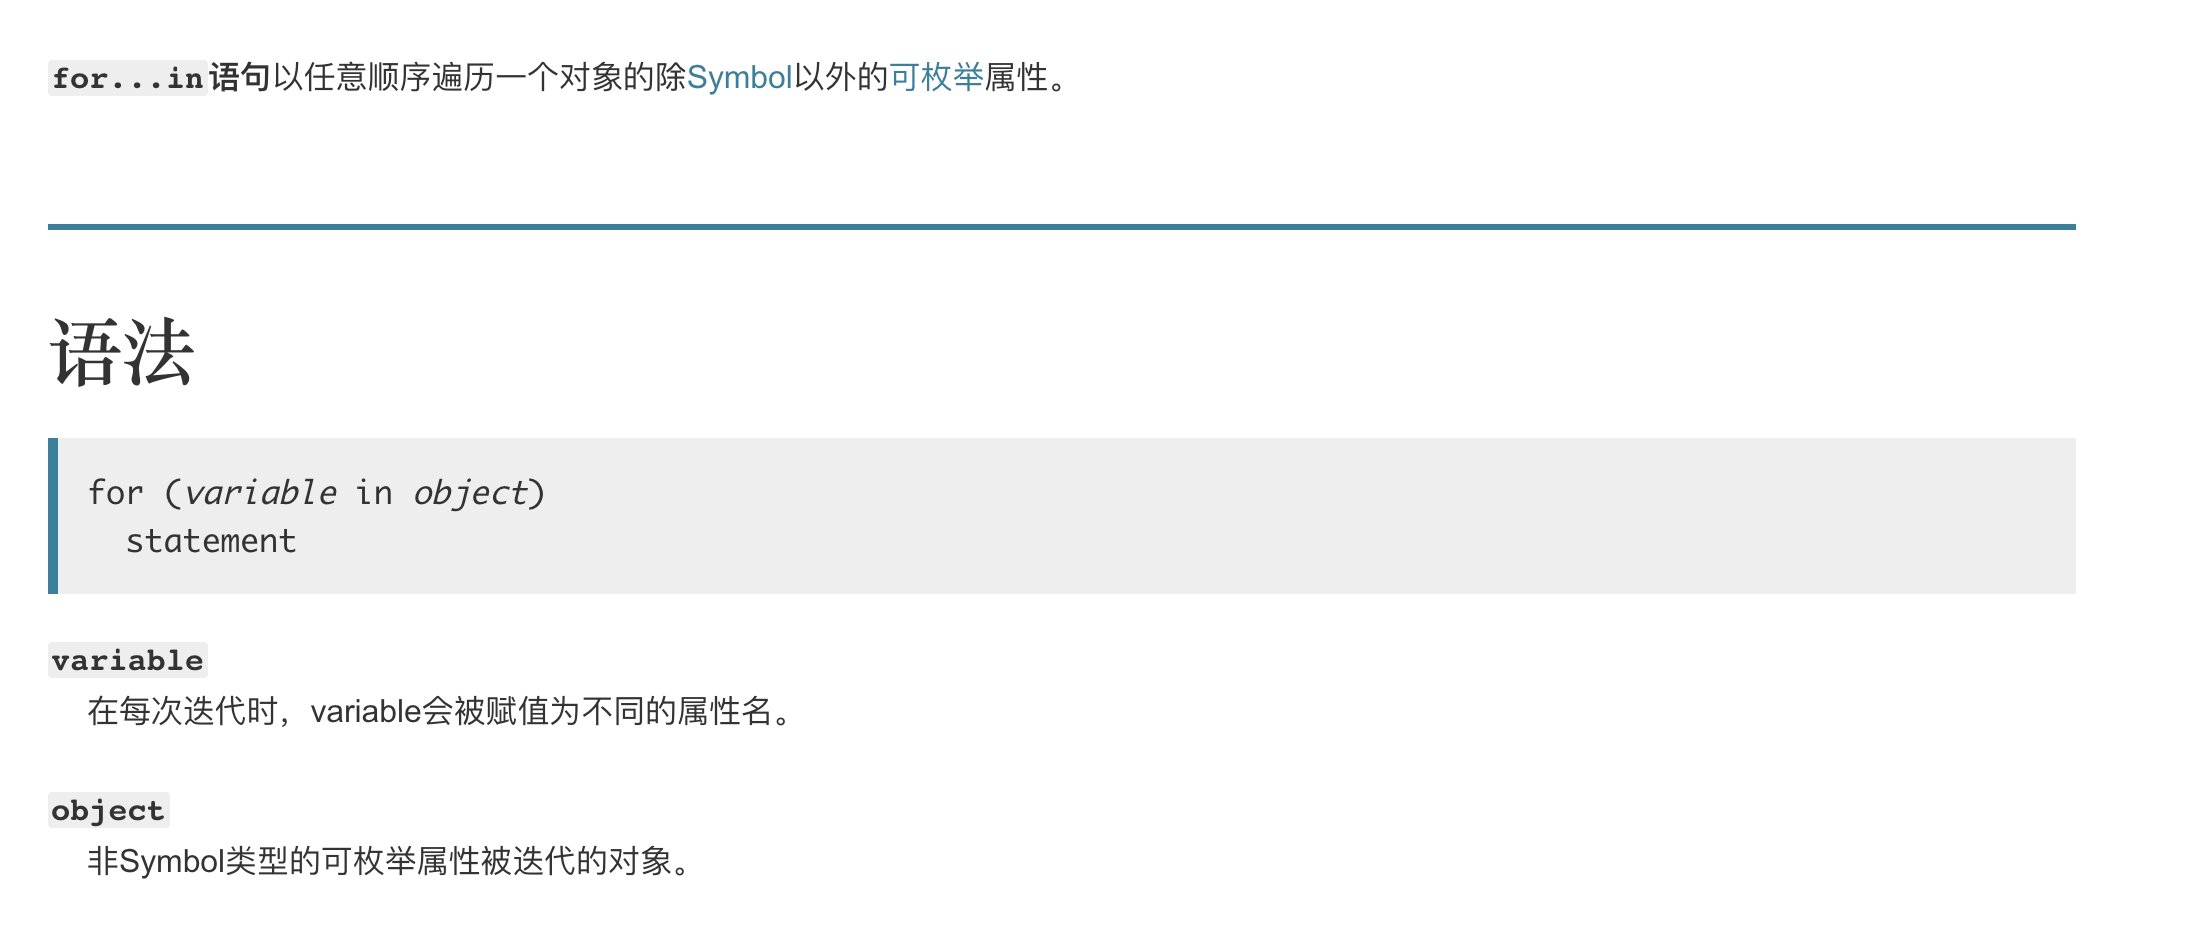 for...in语句以任意顺序遍历一个对象的除Symbol以外的可枚举属性。
语法
for (variable in object)
  statement
variable
在每次迭代时，variable会被赋值为不同的属性名。
object
非Symbol类型的可枚举属性被迭代的对象。